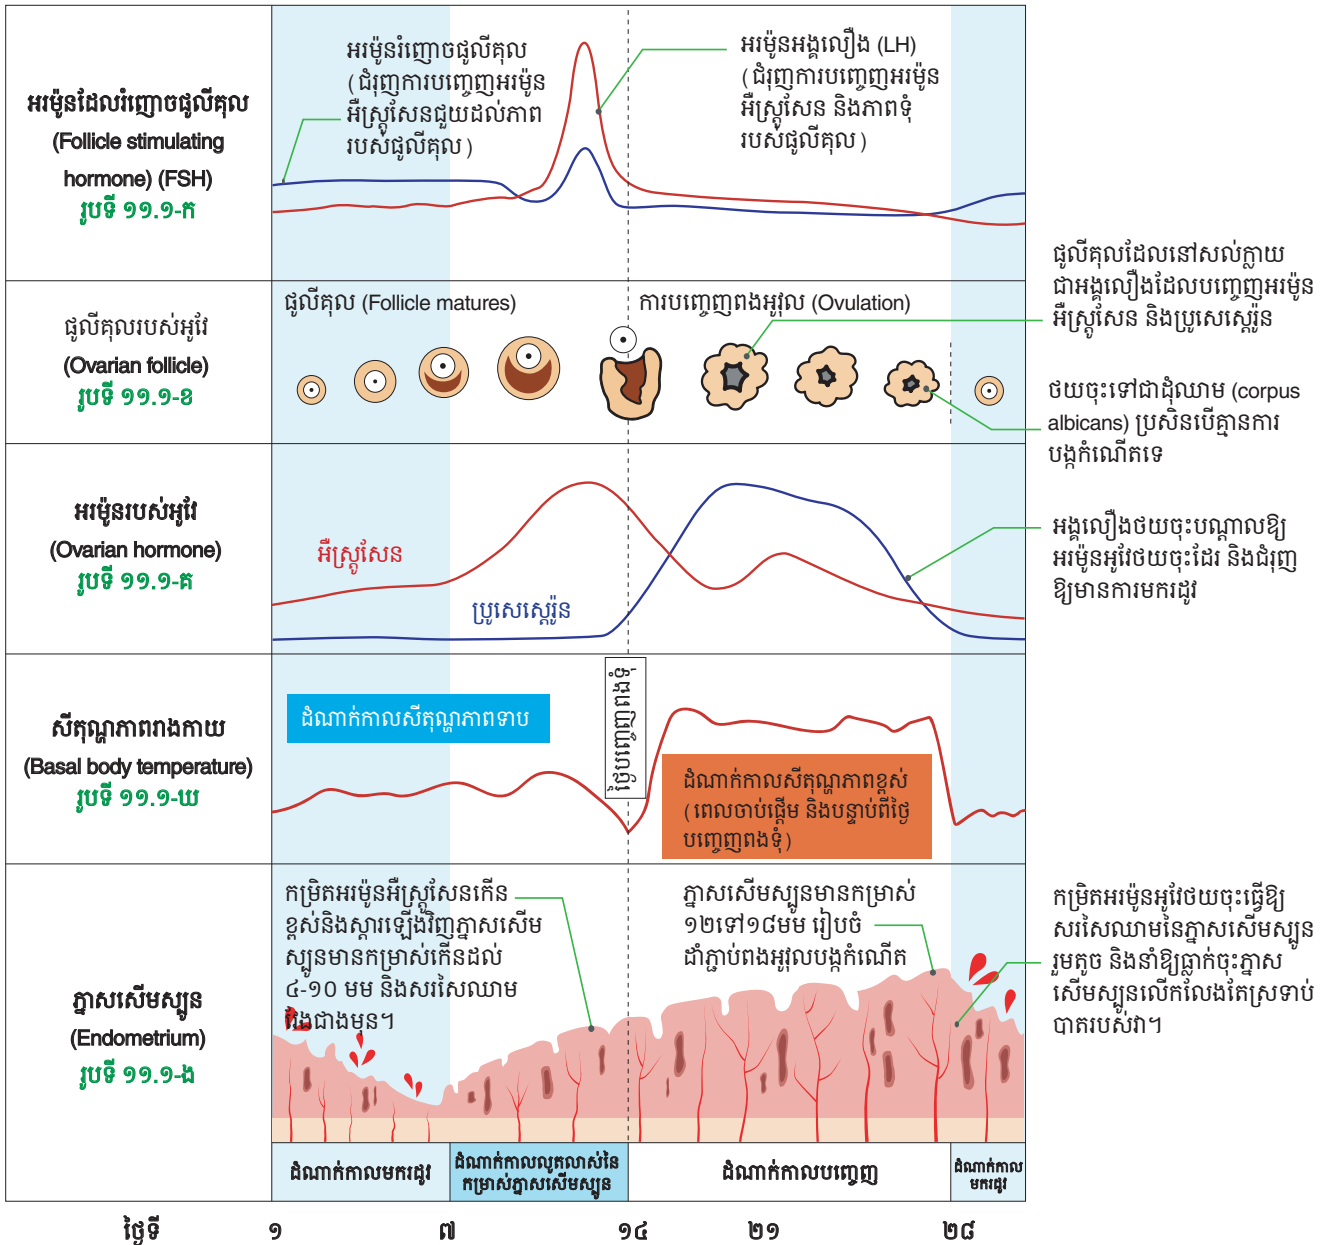 អរម៉ូនដែលរំញោចផូលីគុល
(Follicle stimulating
hormone) (FSH)
រូបទី ១១.១-ក
អរម៉ូនរំញោចផូលីគុល
(ជំរុញការបញ្ចេញអរម៉ូន
អឺស្ត្រូសែនជួយដល់ភាព
របស់ផូលីគុល)
អរម៉ូនអង្គលឿង (LH)
(ជំរុញការបញ្ចេញអរម៉ូន
អឺស្ត្រូសែន និងភាពទុំ
របស់ផូលីគុល)
ផូលីគុលរបស់អូវែ
(Ovarian follicle)
រូបទី ១១.១-ខ
ផូលីគុល (Follicle matures)
ការបញ្ចេញពងអូវុល (Ovulation)
ផូលីគុលដែលនៅសល់ក្លាយ
ជាអង្គលឿងដែលបញ្ចេញអរម៉ូន
អឺស្ត្រូសែន និងប្រូសេស្តេរ៉ូន
ថយចុះទៅជាដុំឈាម (corpus
albicans) ប្រសិនបើគ្មានការ
បង្កកំណើតទេ
អរម៉ូនរបស់អូវែ
(Ovarian hormone)
រូបទី ១១.១-គ
អឺស្ត្រូសែន
ប្រូសេស្តេរ៉ូន
អង្គលឿងថយចុះបណ្តាលឱ្យ
អរម៉ូនអូវែថយចុះដែរ និងជំរុញ
ឱ្យមានការមករដូវ
សីតុណ្ហភាពរាងកាយ
(Basal body temperature)
រូបទី ១១.១-ឃ
ដំណាក់កាលសីតុណ្ហភាពទាប
ដំណាក់កាលសីតុណ្ហភាពខ្ពស់
(ពេលចាប់ផ្តើម និងបន្ទាប់ពីថ្ងៃ
បញ្ចេញពងទុំ)
ភ្នាសសើមស្បូន
(Endometrium)
រូបទី ១១.១-ង
កម្រិតអរម៉ូនអឺស្ត្រូសែនកើន
ខ្ពស់និងស្តារឡើងវិញភ្នាសសើម
ស្បូនមានកម្រាស់កើនដល់
៤-១០ មម និងសរសៃឈាម
វែងជាងមុន។
ភ្នាសសើមស្បូនមានកម្រាស់
១២ទៅ១៨មម រៀបចំ
ដាំភ្ជាប់ពងអូវុលបង្កកំណើត
កម្រិតអរម៉ូនអូវែថយចុះធ្វើឱ្យ
សរសៃឈាមនៃភ្នាសសើមស្បូន
រួមតូច និងនាំឱ្យធ្លាក់ចុះភ្នាស
សើមស្បូនលើកលែងតែស្រទាប់
បាតរបស់វា។
ដំណាក់កាលមករដូវ
ដំណាក់កាលលូតលាស់នៃ
កម្រាស់ភ្នាសសើមស្បូន
ដំណាក់កាលបញ្ចេញ
ដំណាក់កាល
មករដូវ
ថ្ងៃទី ១ ៧ ១៤ ២១ ២៨